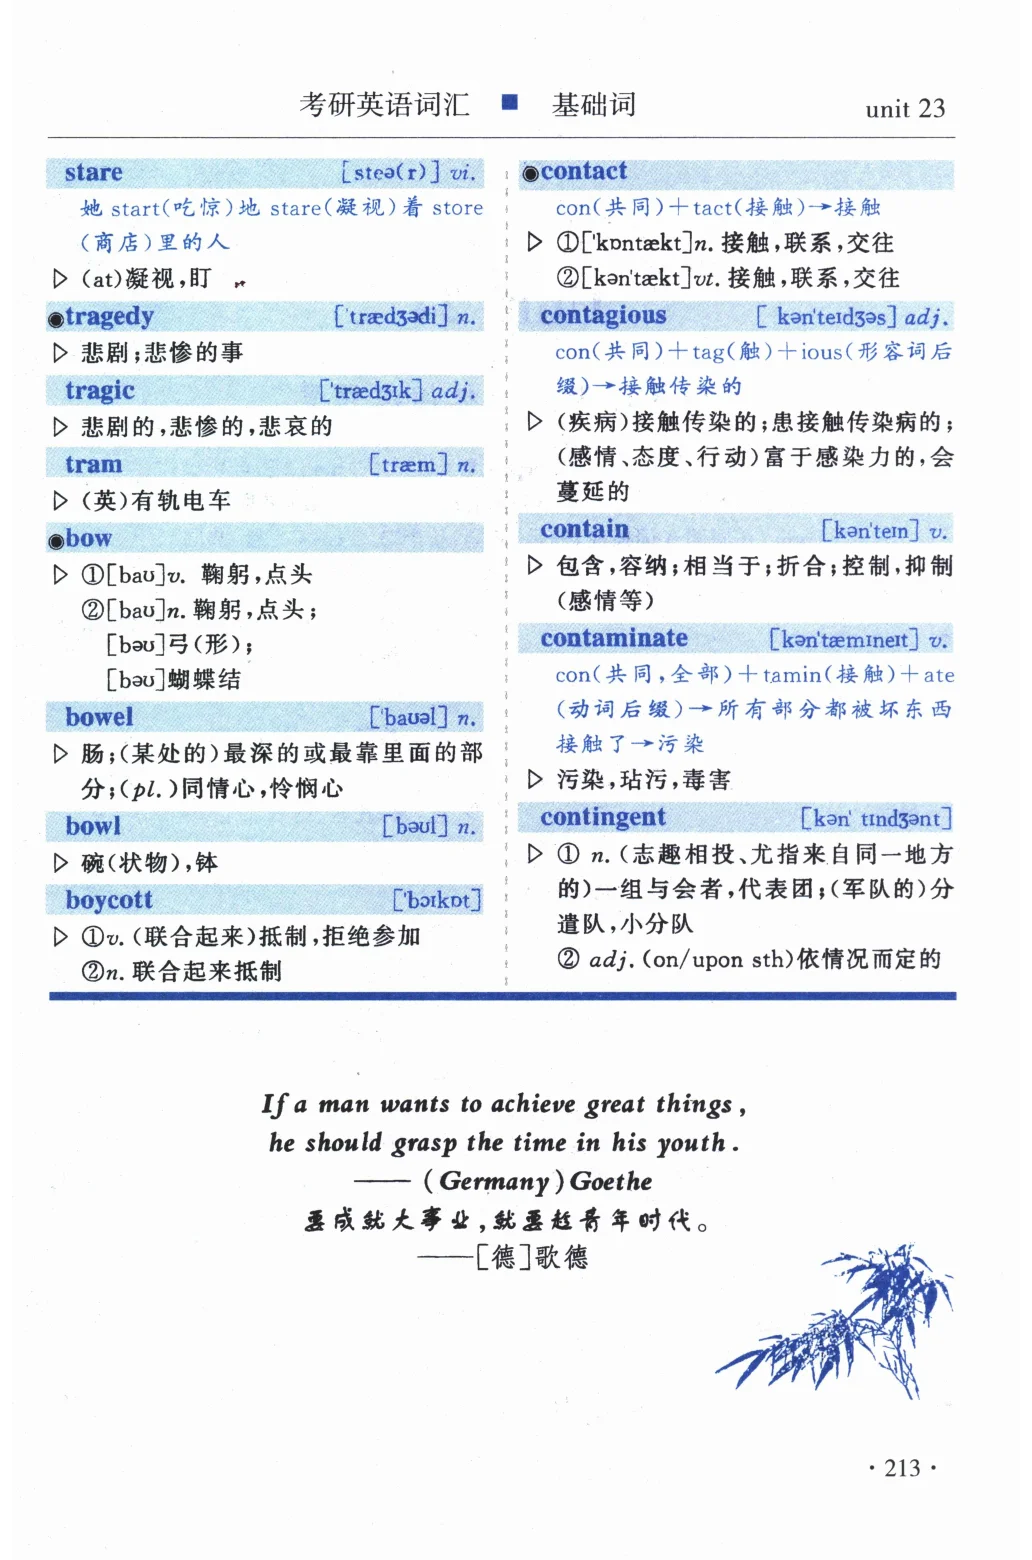 考研英语词汇 ■ 基础词 unit 23
stare [steə(r)] vi.
她 start(吃惊)地 stare(凝视)着 store
(商店)里的人
▷ (at)凝视,盯
◉tragedy ['trædʒədi] n.
▷ 悲剧;悲惨的事
tragic ['trædʒɪk] adj.
▷ 悲剧的,悲惨的,悲哀的
tram [træm] n.
▷ (英)有轨电车
◉bow
▷ ①[baʊ]v. 鞠躬,点头
②[baʊ]n. 鞠躬,点头;
[bəʊ]弓(形);
[bəʊ]蝴蝶结
bowel ['baʊəl] n.
▷ 肠;(某处的)最深的或最靠里面的部
分;(pl.)同情心,怜悯心
bowl [bəʊl] n.
▷ 碗(状物),钵
boycott ['bɔɪkɒt]
▷ ①v. (联合起来)抵制,拒绝参加
②n. 联合起来抵制
◉contact
con(共同)+tact(接触)→接触
▷ ①['kɒntækt]n. 接触,联系,交往
②[kən'tækt]vt. 接触,联系,交往
contagious [kən'teɪdʒəs] adj.
con(共同)+tag(触)+ious(形容词后
缀)→接触传染的
▷ (疾病)接触传染的;患接触传染病的;
(感情、态度、行动)富于感染力的,会
蔓延的
contain [kən'teɪn] v.
▷ 包含,容纳;相当于;折合;控制,抑制
(感情等)
contaminate [kən'tæmɪneɪt] v.
con(共同,全部)+tamin(接触)+ate
(动词后缀)→所有部分都被坏东西
接触了→污染
▷ 污染,玷污,毒害
contingent [kən'tɪndʒənt]
▷ ① n. (志趣相投、尤指来自同一地方
的)一组与会者,代表团;(军队的)分
遣队,小分队
② adj. (on/upon sth)依情况而定的
If a man wants to achieve great things,
he should grasp the time in his youth.
—— (Germany)Goethe
要成就大事业,就要趁青年时代。
——[德]歌德
·213·